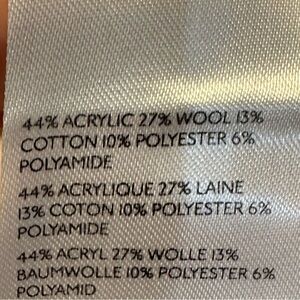 44% ACRYLIC 27% WOOL 13%
COTTON 10% POLYESTER 6%
POLYAMIDE
44% ACRYLIQUE 27% LAINE
13% COTON 10% POLYESTER 6%
POLYAMIDE
44% ACRYL 27% WOLLE 13%
BAUMWOLLE 10% POLYESTER 6%
POLYAMID